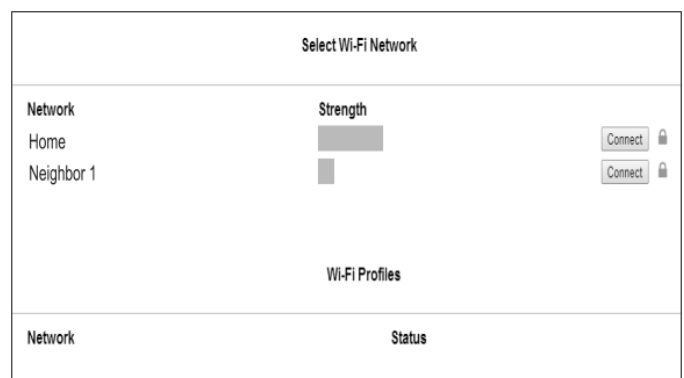 Select Wi-Fi Network
Network Strength
Home Connect
Neighbor 1 Connect
Wi-Fi Profiles
Network Status